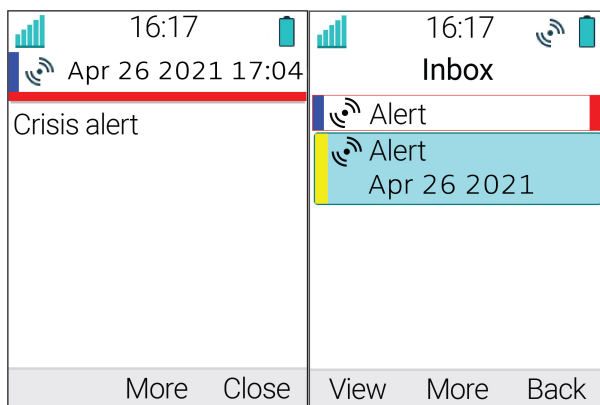 16:17
Apr 26 2021 17:04
Crisis alert
More Close
16:17
Inbox
Alert
Alert
Apr 26 2021
View More Back